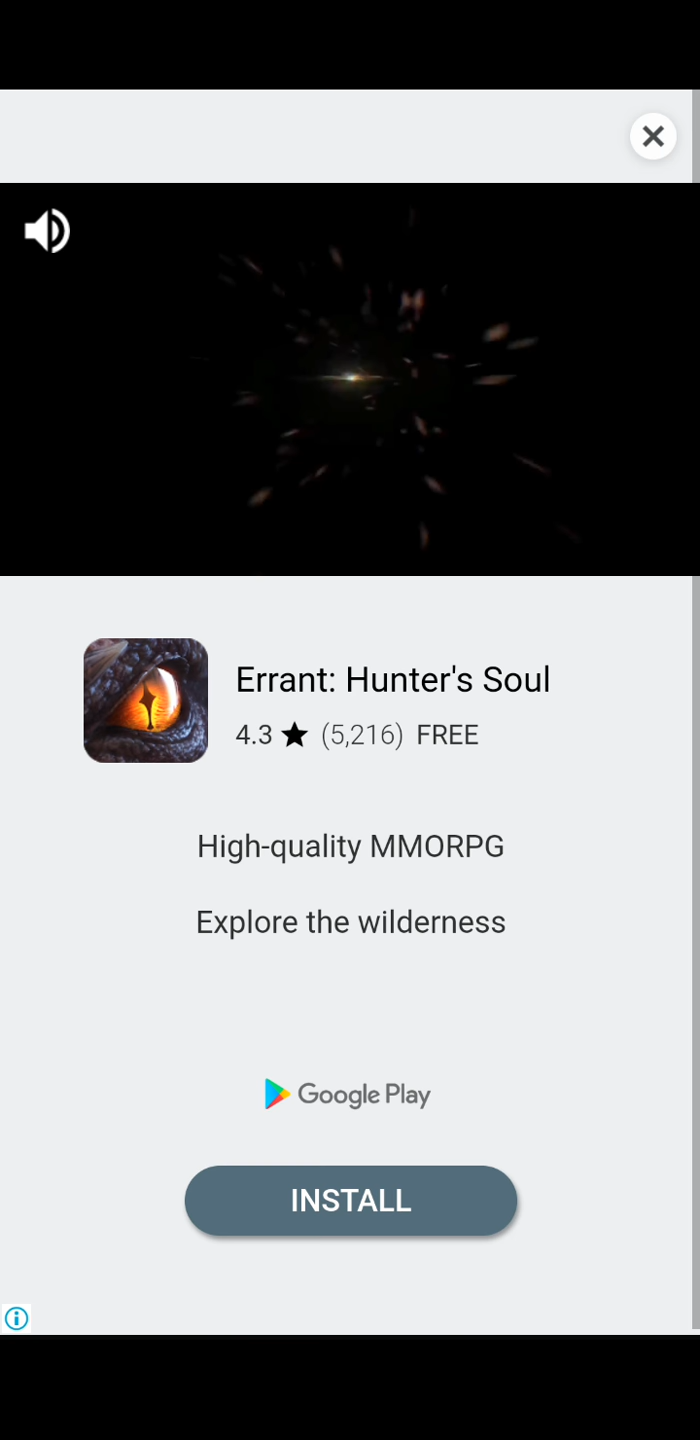 Errant: Hunter's Soul
4.3 ★ (5,216) FREE
High-quality MMORPG
Explore the wilderness
Google Play
INSTALL